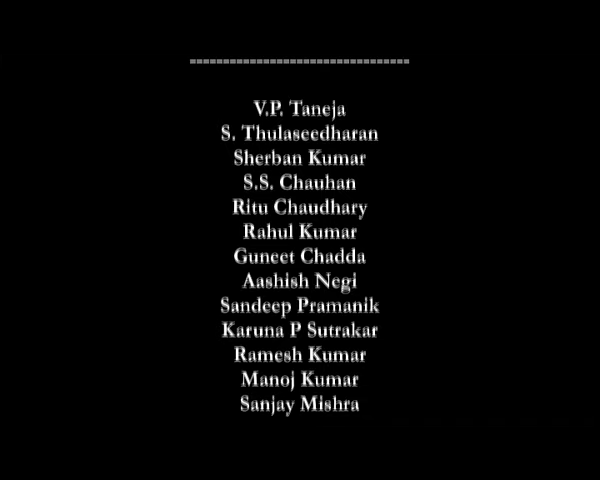 V.P. Taneja
S. Thulaseedharan
Sherban Kumar
S.S. Chauhan
Ritu Chaudhary
Rahul Kumar
Guneet Chadda
Aashish Negi
Sandeep Pramanik
Karuna P Sutrakar
Ramesh Kumar
Manoj Kumar
Sanjay Mishra